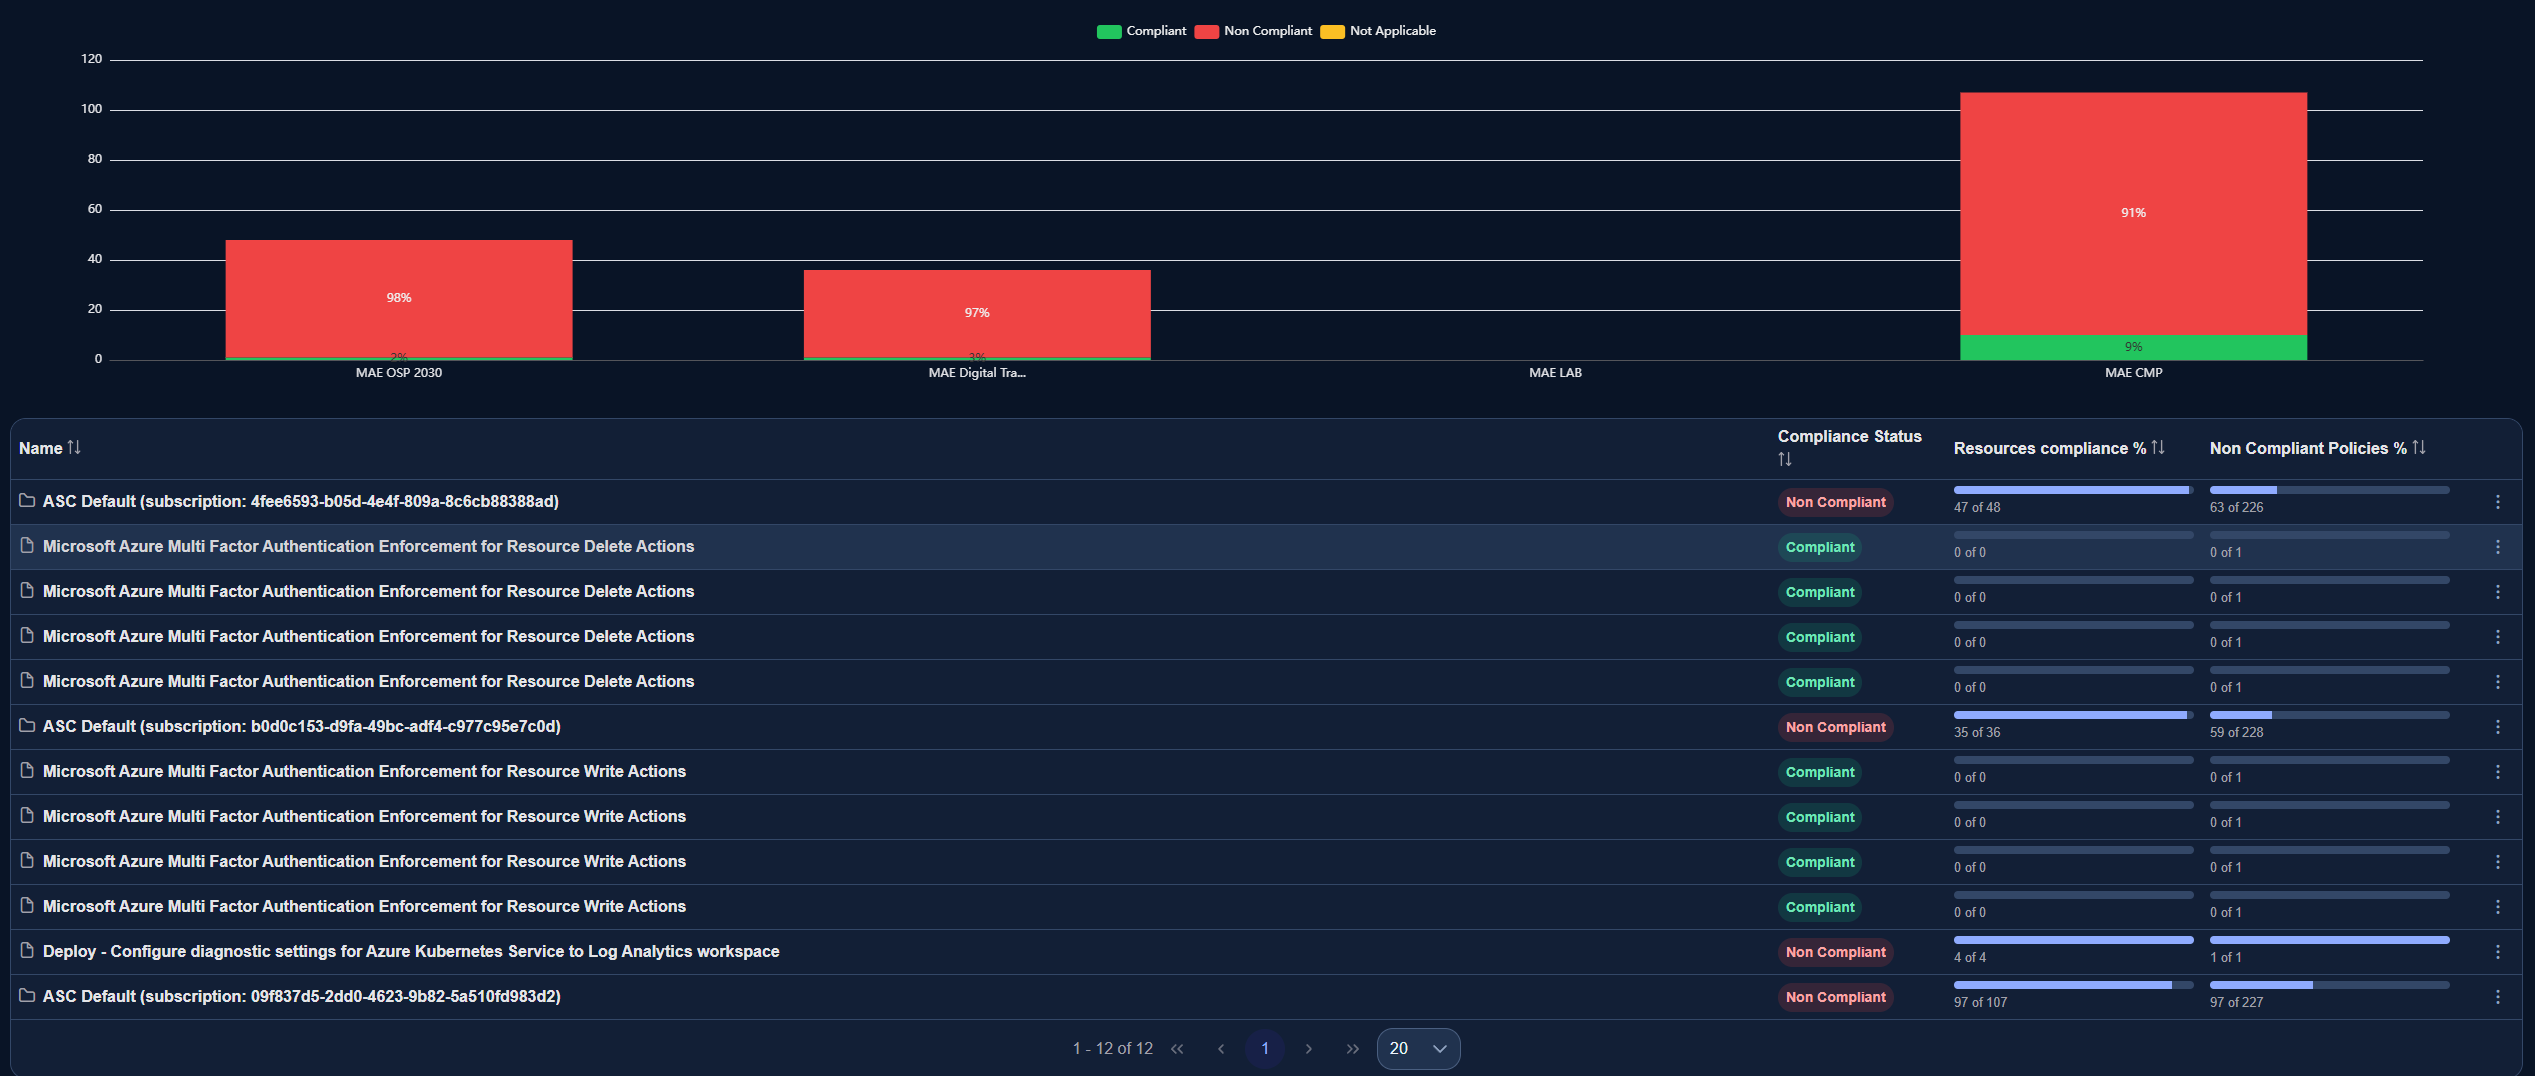 Compliant Non Compliant Not Applicable
120
100
80
60
40
20
0
98%
2%
97%
3%
91%
9%
MAE OSP 2030
MAE Digital Tra...
MAE LAB
MAE CMP
Name Compliance Status Resources compliance % Non Compliant Policies %
ASC Default (subscription: 4fee6593-b05d-4e4f-809a-8c6cb88388ad) Non Compliant 47 of 48 63 of 226
Microsoft Azure Multi Factor Authentication Enforcement for Resource Delete Actions Compliant 0 of 0 0 of 1
Microsoft Azure Multi Factor Authentication Enforcement for Resource Delete Actions Compliant 0 of 0 0 of 1
Microsoft Azure Multi Factor Authentication Enforcement for Resource Delete Actions Compliant 0 of 0 0 of 1
Microsoft Azure Multi Factor Authentication Enforcement for Resource Delete Actions Compliant 0 of 0 0 of 1
ASC Default (subscription: b0d0c153-d9fa-49bc-adf4-c977c95e7c0d) Non Compliant 35 of 36 59 of 228
Microsoft Azure Multi Factor Authentication Enforcement for Resource Write Actions Compliant 0 of 0 0 of 1
Microsoft Azure Multi Factor Authentication Enforcement for Resource Write Actions Compliant 0 of 0 0 of 1
Microsoft Azure Multi Factor Authentication Enforcement for Resource Write Actions Compliant 0 of 0 0 of 1
Microsoft Azure Multi Factor Authentication Enforcement for Resource Write Actions Compliant 0 of 0 0 of 1
Deploy - Configure diagnostic settings for Azure Kubernetes Service to Log Analytics workspace Non Compliant 4 of 4 1 of 1
ASC Default (subscription: 09f837d5-2dd0-4623-9b82-5a510fd983d2) Non Compliant 97 of 107 97 of 227
1 - 12 of 12 « ‹ 1 › » 20